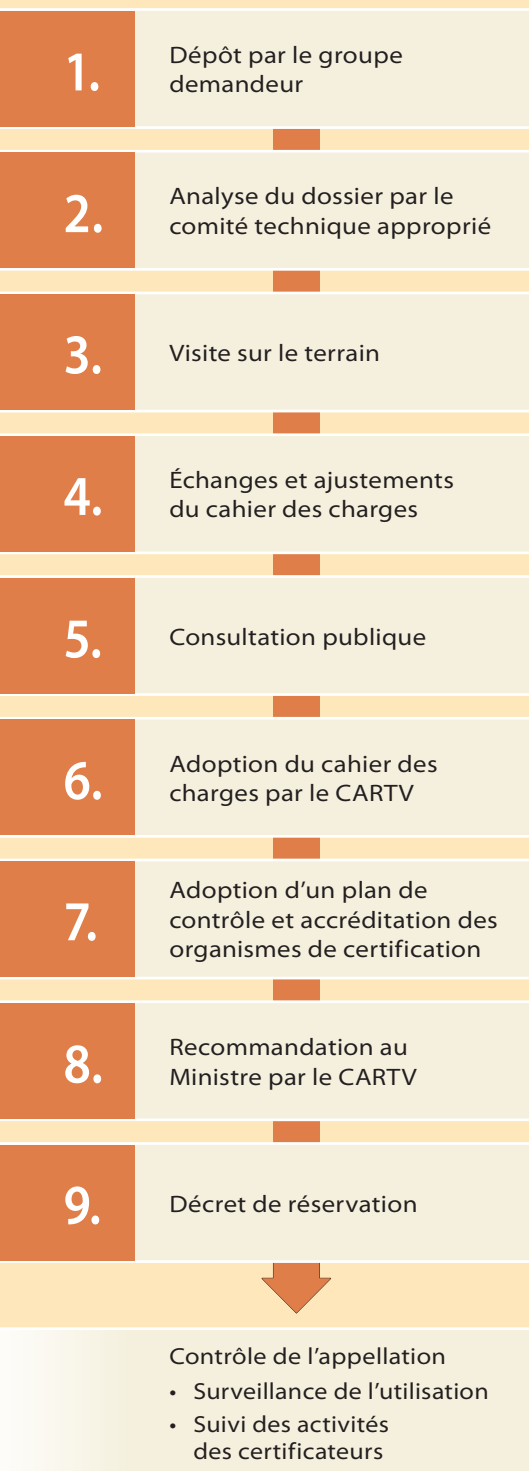 1.
Dépôt par le groupe
demandeur
2.
Analyse du dossier par le
comité technique approprié
3.
Visite sur le terrain
4.
Échanges et ajustements
du cahier des charges
5.
Consultation publique
6.
Adoption du cahier des
charges par le CARTV
7.
Adoption d’un plan de
contrôle et accréditation des
organismes de certification
8.
Recommandation au
Ministre par le CARTV
9.
Décret de réservation
Contrôle de l’appellation
• Surveillance de l’utilisation
• Suivi des activités
des certificateurs